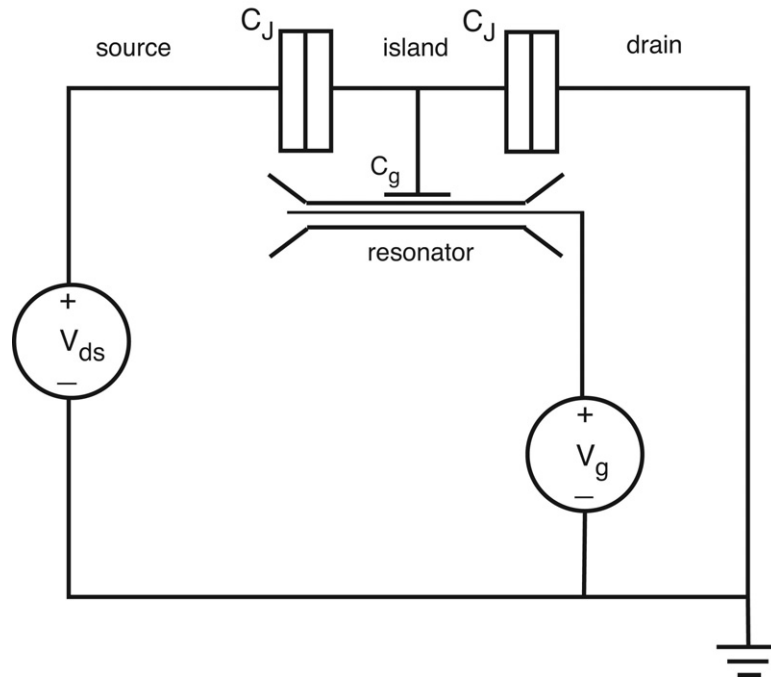 C_J
C_J
source
island
drain
C_g
resonator
+
V_ds
−
+
V_g
−